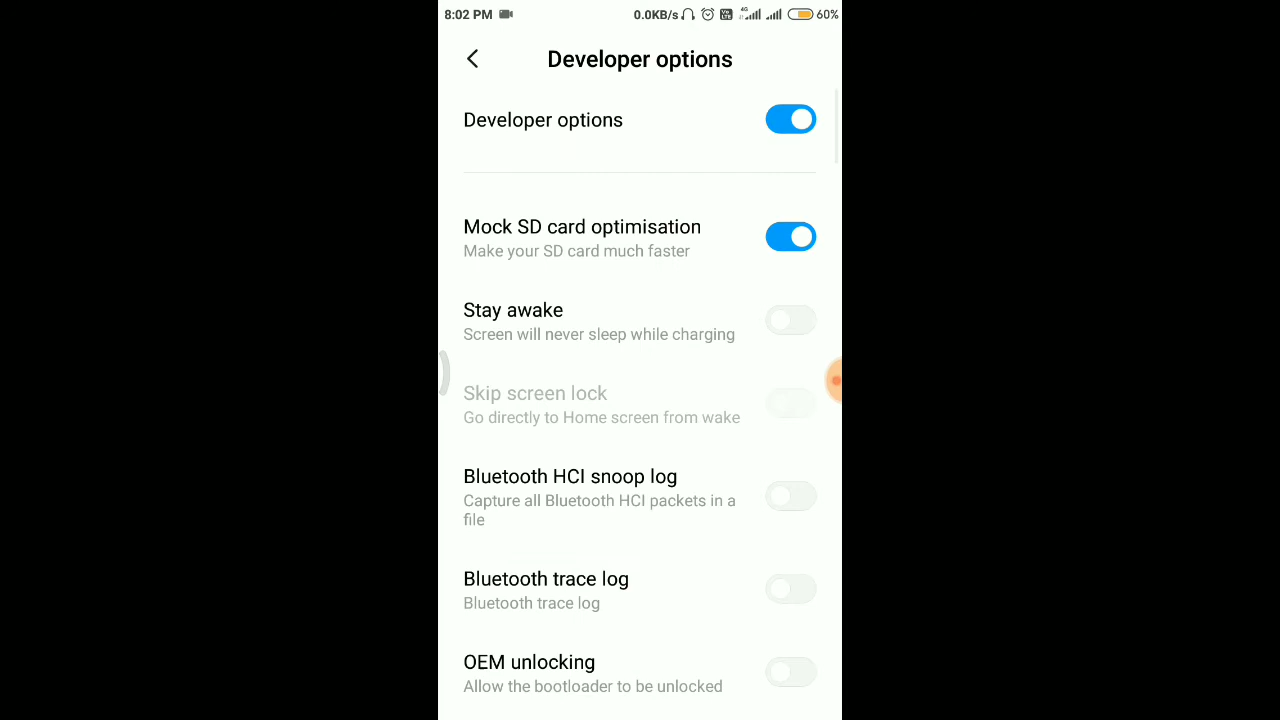 8:02 PM 0.0KB/s 4G 60%
Developer options
Developer options
Mock SD card optimisation
Make your SD card much faster
Stay awake
Screen will never sleep while charging
Skip screen lock
Go directly to Home screen from wake
Bluetooth HCI snoop log
Capture all Bluetooth HCI packets in a
file
Bluetooth trace log
Bluetooth trace log
OEM unlocking
Allow the bootloader to be unlocked